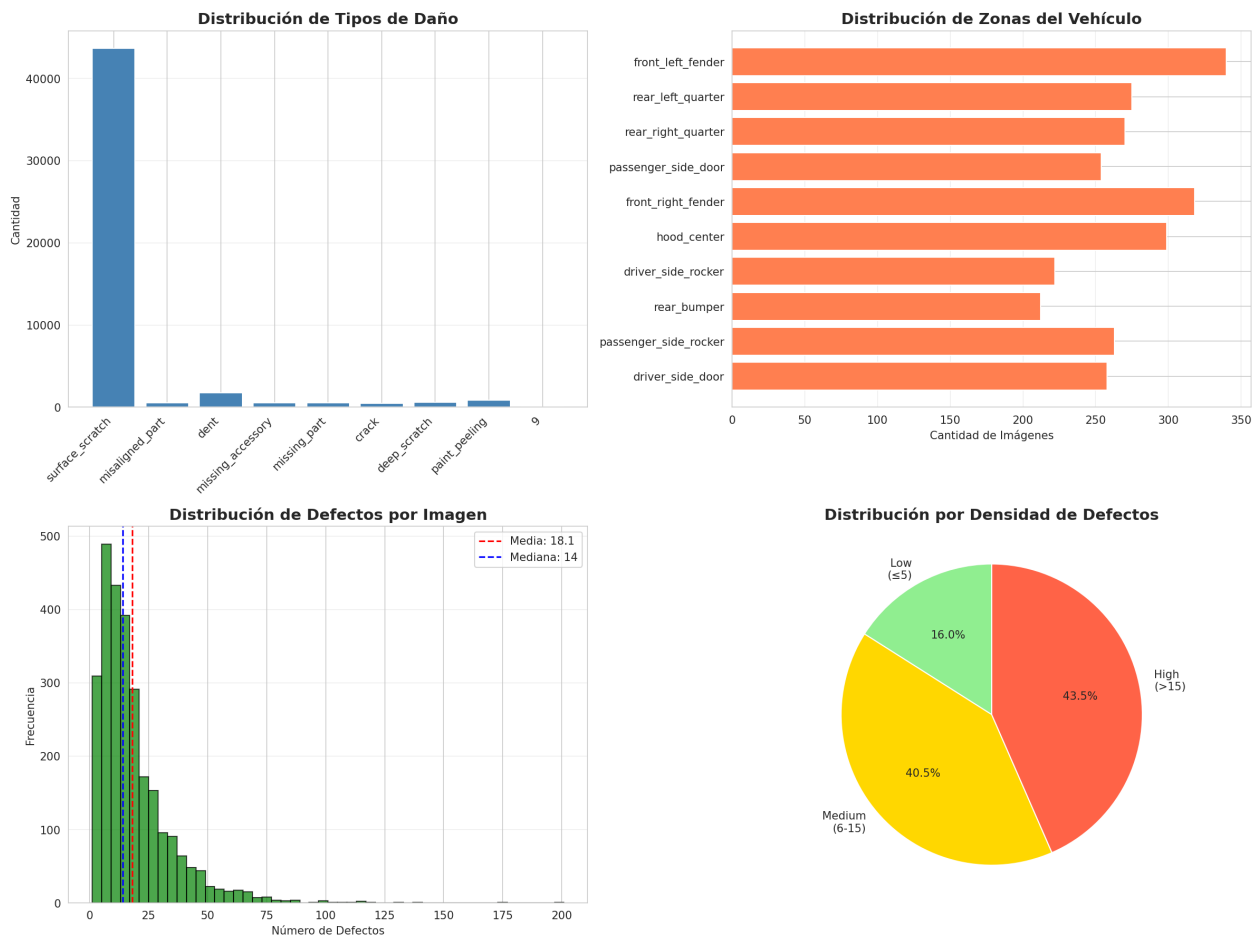 Distribución de Tipos de Daño
Cantidad
40000
30000
20000
10000
0
surface_scratch
misaligned_part
dent
missing_accessory
missing_part
crack
deep_scratch
paint_peeling
9
Distribución de Zonas del Vehículo
front_left_fender
rear_left_quarter
rear_right_quarter
passenger_side_door
front_right_fender
hood_center
driver_side_rocker
rear_bumper
passenger_side_rocker
driver_side_door
0 50 100 150 200 250 300 350
Cantidad de Imágenes
Distribución de Defectos por Imagen
Media: 18.1
Mediana: 14
Frecuencia
500
400
300
200
100
0
0 25 50 75 100 125 150 175 200
Número de Defectos
Distribución por Densidad de Defectos
Low
(≤5)
16.0%
High
(>15)
43.5%
40.5%
Medium
(6-15)